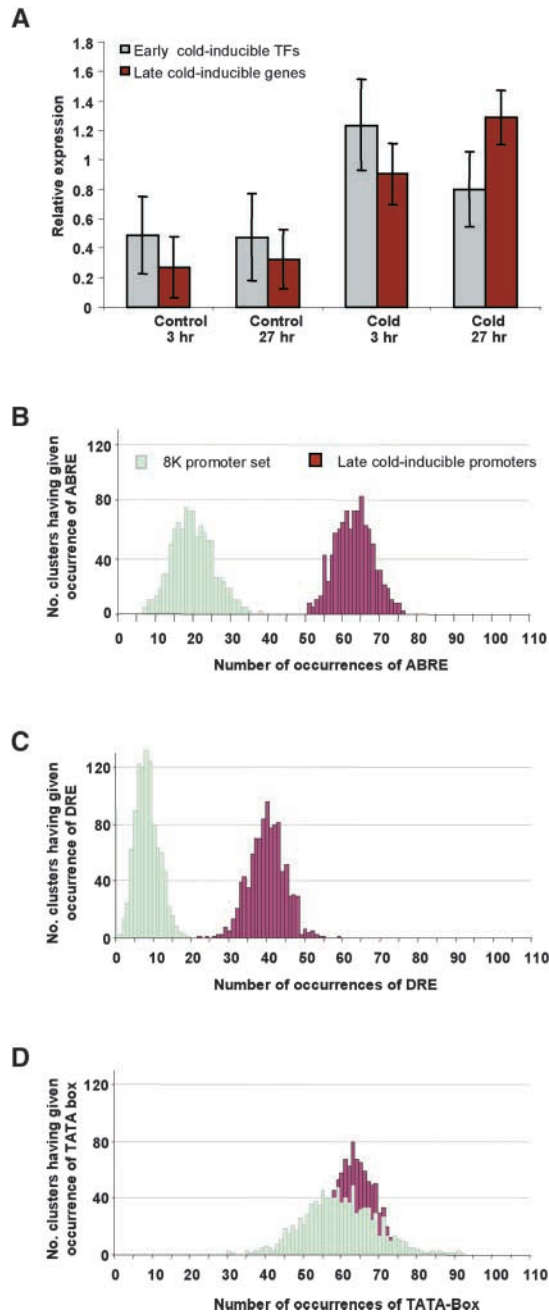 A
Relative expression
1.8
1.6
1.4
1.2
1
0.8
0.6
0.4
0.2
0
Early cold-inducible TFs
Late cold-inducible genes
Control
3 hr
Control
27 hr
Cold
3 hr
Cold
27 hr
B
No. clusters having given
occurrence of ABRE
120
80
40
0
8K promoter set
Late cold-inducible promoters
0 10 20 30 40 50 60 70 80 90 100 110
Number of occurrences of ABRE
C
No. clusters having given
occurrence of DRE
120
80
40
0
0 10 20 30 40 50 60 70 80 90 100 110
Number of occurrences of DRE
D
No. clusters having given
occurrence of TATA box
120
80
40
0
0 10 20 30 40 50 60 70 80 90 100 110
Number of occurrences of TATA-Box